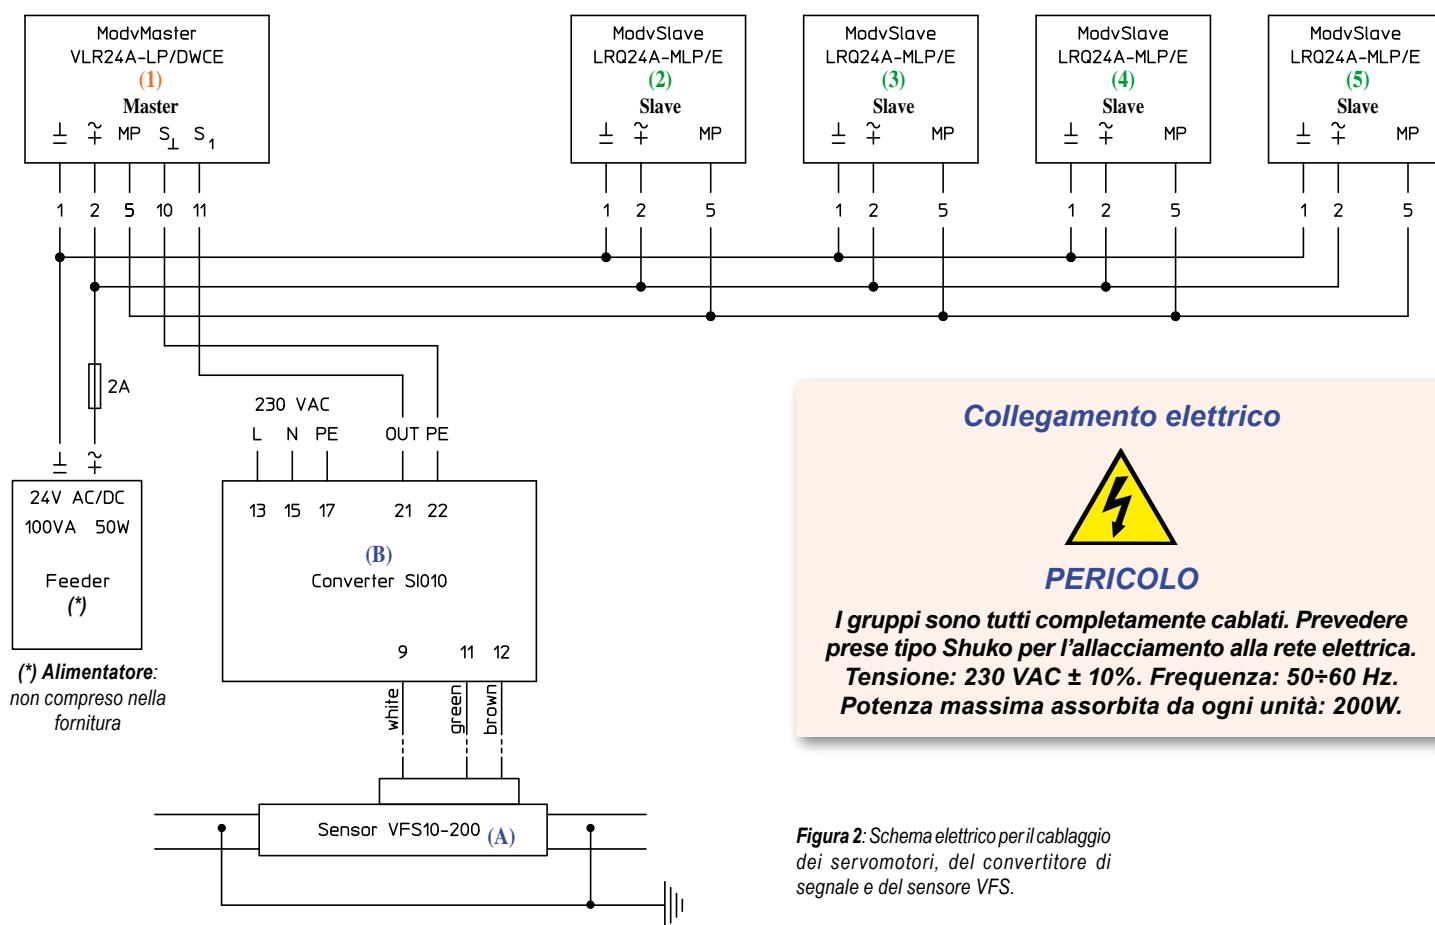 ModvMaster
VLR24A-LP/DWCE
(1)
Master
MP S S1
1 2 5 10 11
ModvSlave
LRQ24A-MLP/E
(2)
Slave
MP
1 2 5
ModvSlave
LRQ24A-MLP/E
(3)
Slave
MP
1 2 5
ModvSlave
LRQ24A-MLP/E
(4)
Slave
MP
1 2 5
ModvSlave
LRQ24A-MLP/E
(5)
Slave
MP
1 2 5
2A
24V AC/DC
100VA 50W
Feeder
(*)
(*) Alimentatore:
non compreso nella
fornitura
230 VAC
L N PE OUT PE
13 15 17 21 22
(B)
Converter SI010
9 11 12
white
green
brown
Sensor VFS10-200 (A)
Collegamento elettrico
PERICOLO
I gruppi sono tutti completamente cablati. Prevedere
prese tipo Shuko per l’allacciamento alla rete elettrica.
Tensione: 230 VAC ± 10%. Frequenza: 50÷60 Hz.
Potenza massima assorbita da ogni unità: 200W.
Figura 2: Schema elettrico per il cablaggio
dei servomotori, del convertitore di
segnale e del sensore VFS.